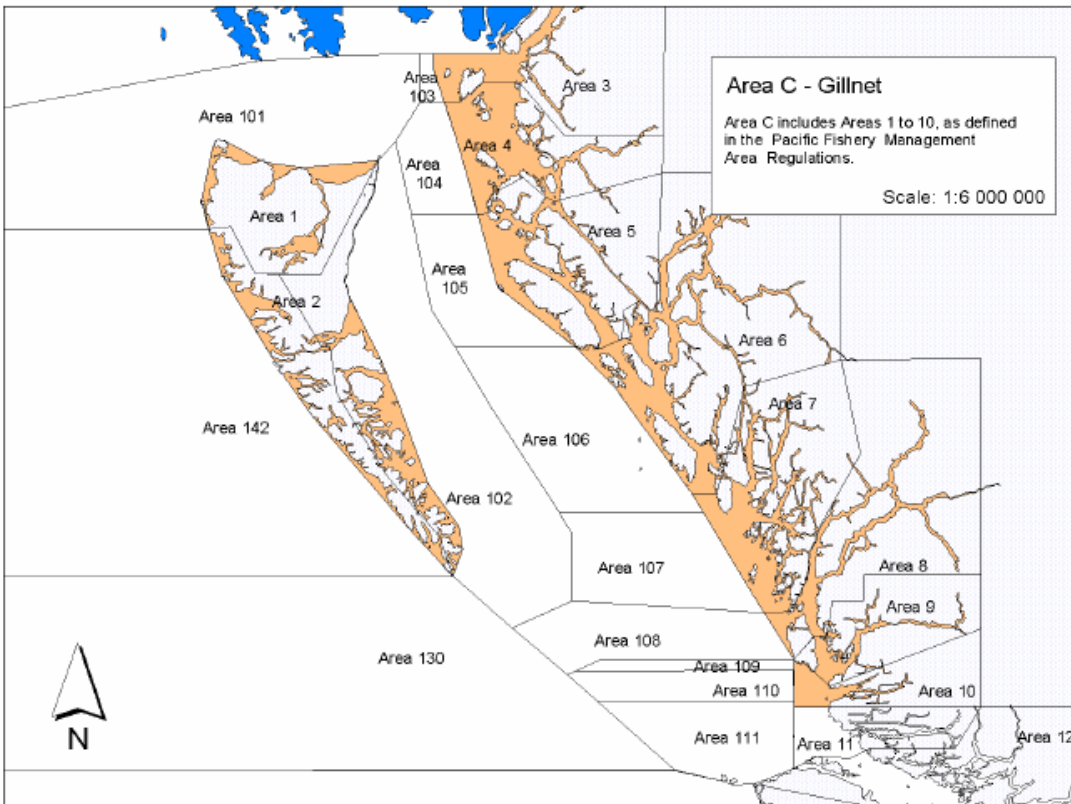 Area C - Gillnet
Area C includes Areas 1 to 10, as defined
in the Pacific Fishery Management
Area Regulations.
Scale: 1:6 000 000
Area
103
Area 3
Area 101
Area 4
Area
104
Area 1
Area 5
Area
105
Area 2
Area 6
Area 7
Area 142
Area 106
Area 102
Area 107
Area 8
Area 9
Area 108
Area 130
Area 109
Area 110
Area 10
Area 111
Area 11
Area 12
N